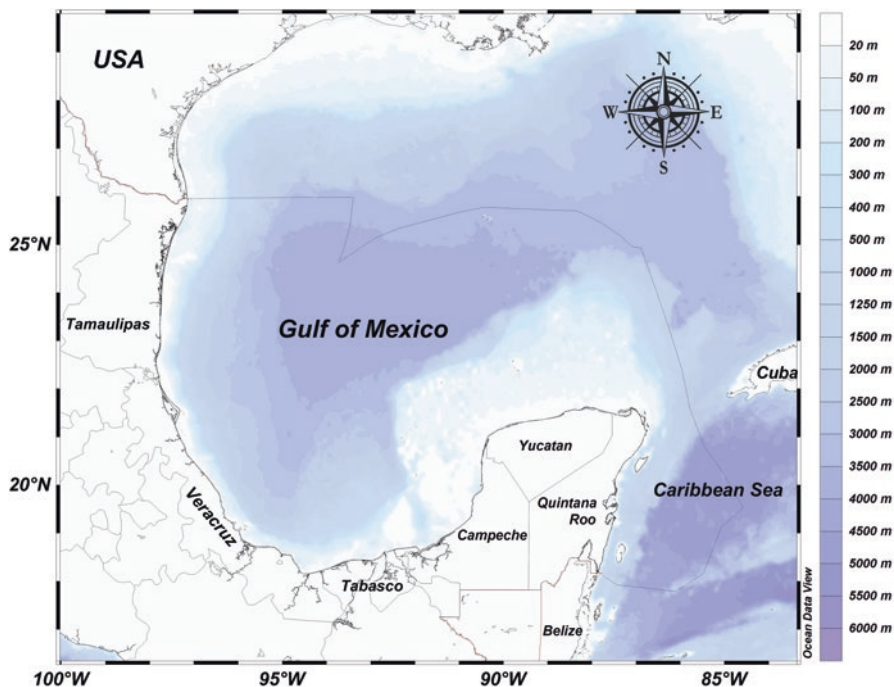 USA
N
W
E
S
25°N
Tamaulipas
Gulf of Mexico
Cuba
20°N
Yucatan
Quintana
Roo
Caribbean Sea
Veracruz
Campeche
Tabasco
Belize
Ocean Data View
100°W
95°W
90°W
85°W
20 m
50 m
100 m
200 m
300 m
400 m
500 m
1000 m
1250 m
1500 m
2000 m
2500 m
3000 m
3500 m
4000 m
4500 m
5000 m
5500 m
6000 m